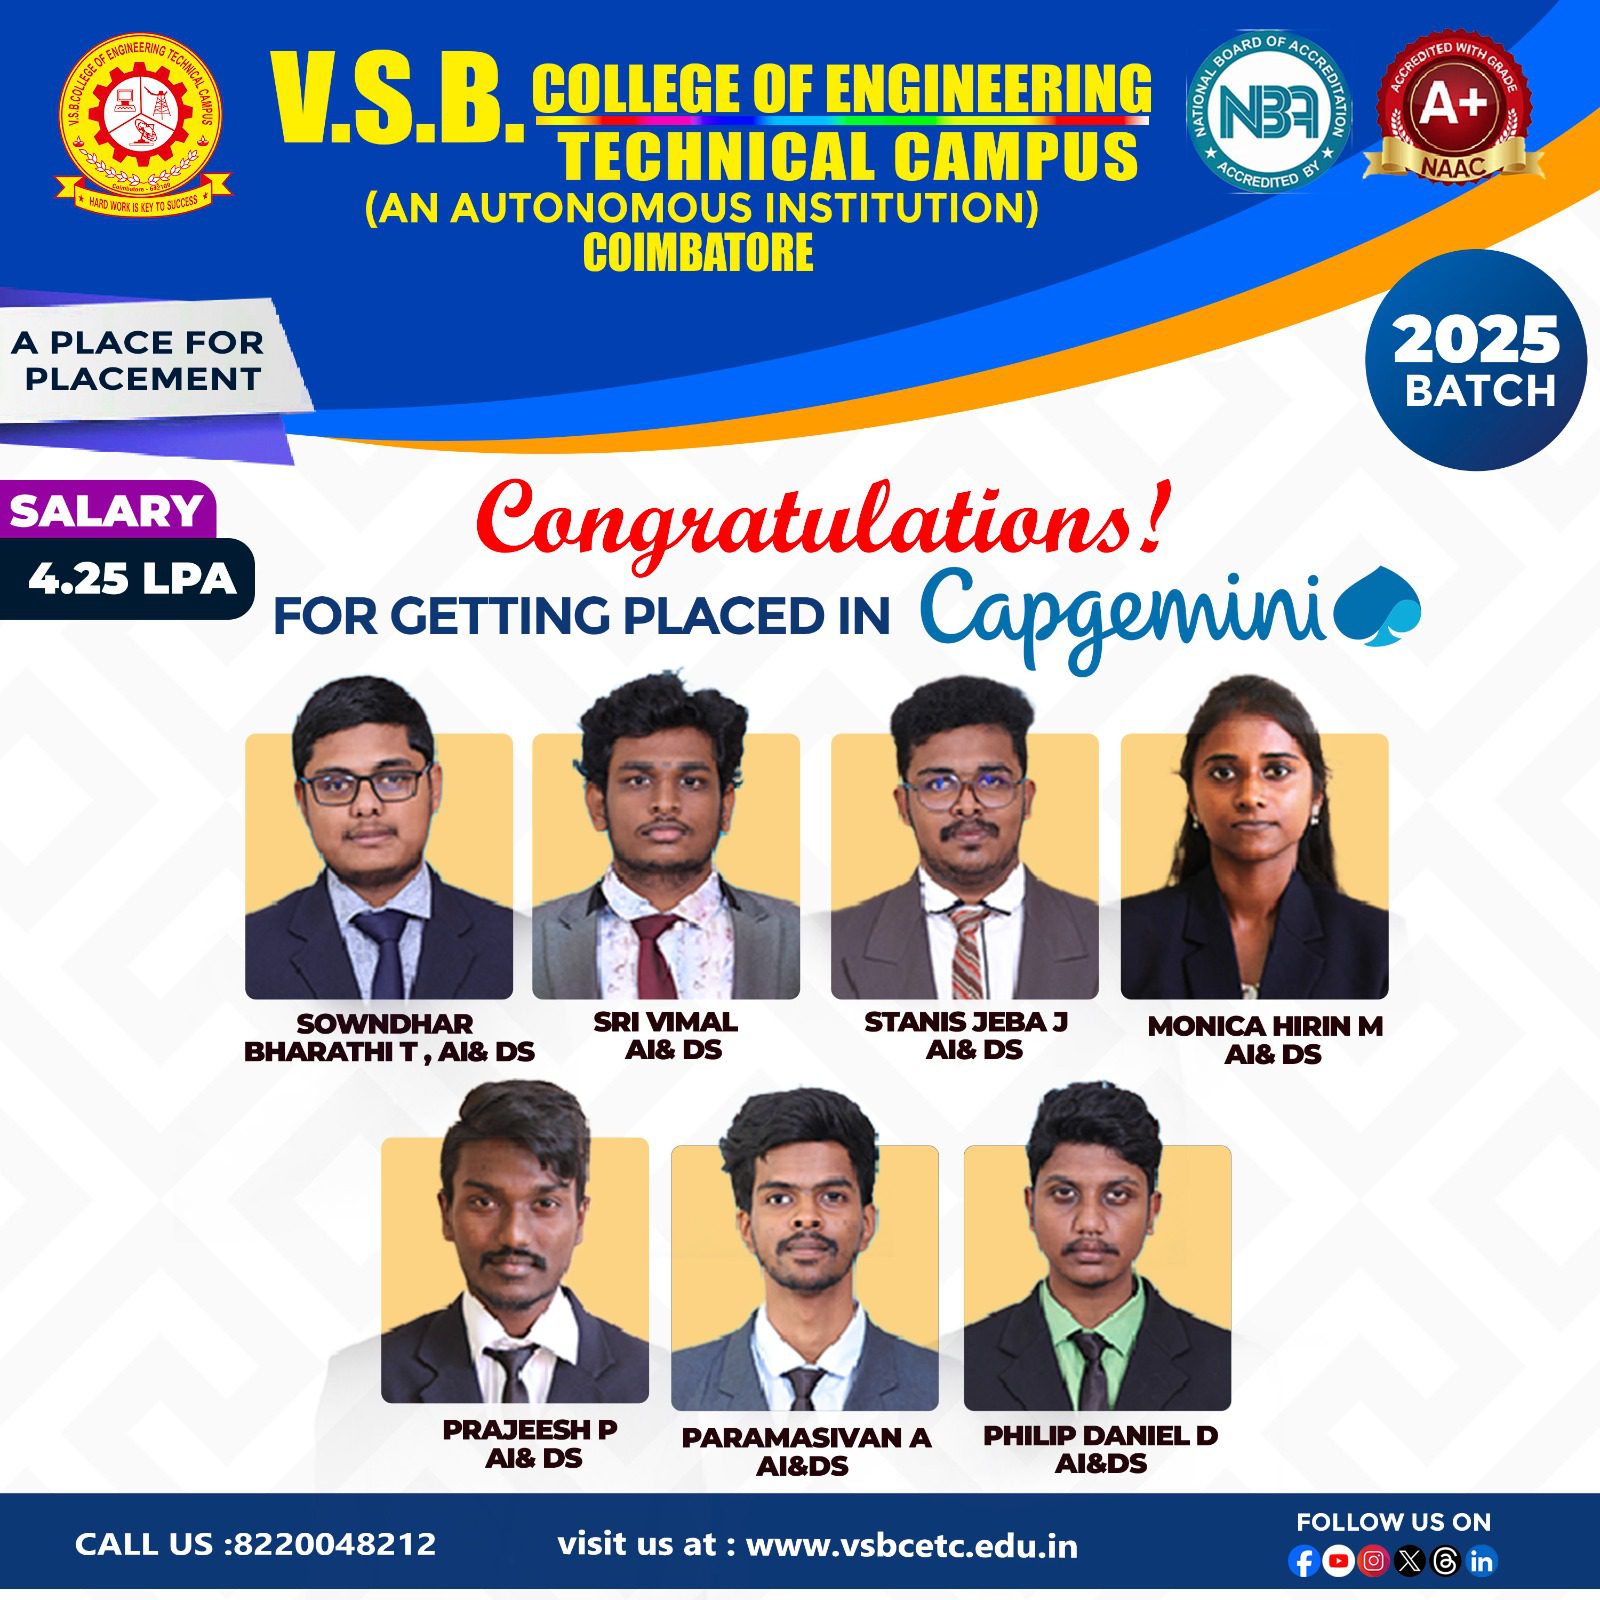 V.S.B. COLLEGE OF ENGINEERING
TECHNICAL CAMPUS
(AN AUTONOMOUS INSTITUTION)
COIMBATORE
V.S.B.COLLEGE OF ENGINEERING TECHNICAL CAMPUS
Coimbatore - 642109
★ HARD WORK IS KEY TO SUCCESS ★
NATIONAL BOARD OF ACCREDITATION
NBA
★ ACCREDITED BY ★
ACCREDITED WITH GRADE
A+
NAAC
A PLACE FOR
PLACEMENT
2025
BATCH
SALARY
4.25 LPA
Congratulations!
FOR GETTING PLACED IN Capgemini
SOWNDHAR
BHARATHI T , AI& DS
SRI VIMAL
AI& DS
STANIS JEBA J
AI& DS
MONICA HIRIN M
AI& DS
PRAJEESH P
AI& DS
PARAMASIVAN A
AI&DS
PHILIP DANIEL D
AI&DS
CALL US :8220048212
visit us at : www.vsbcetc.edu.in
FOLLOW US ON